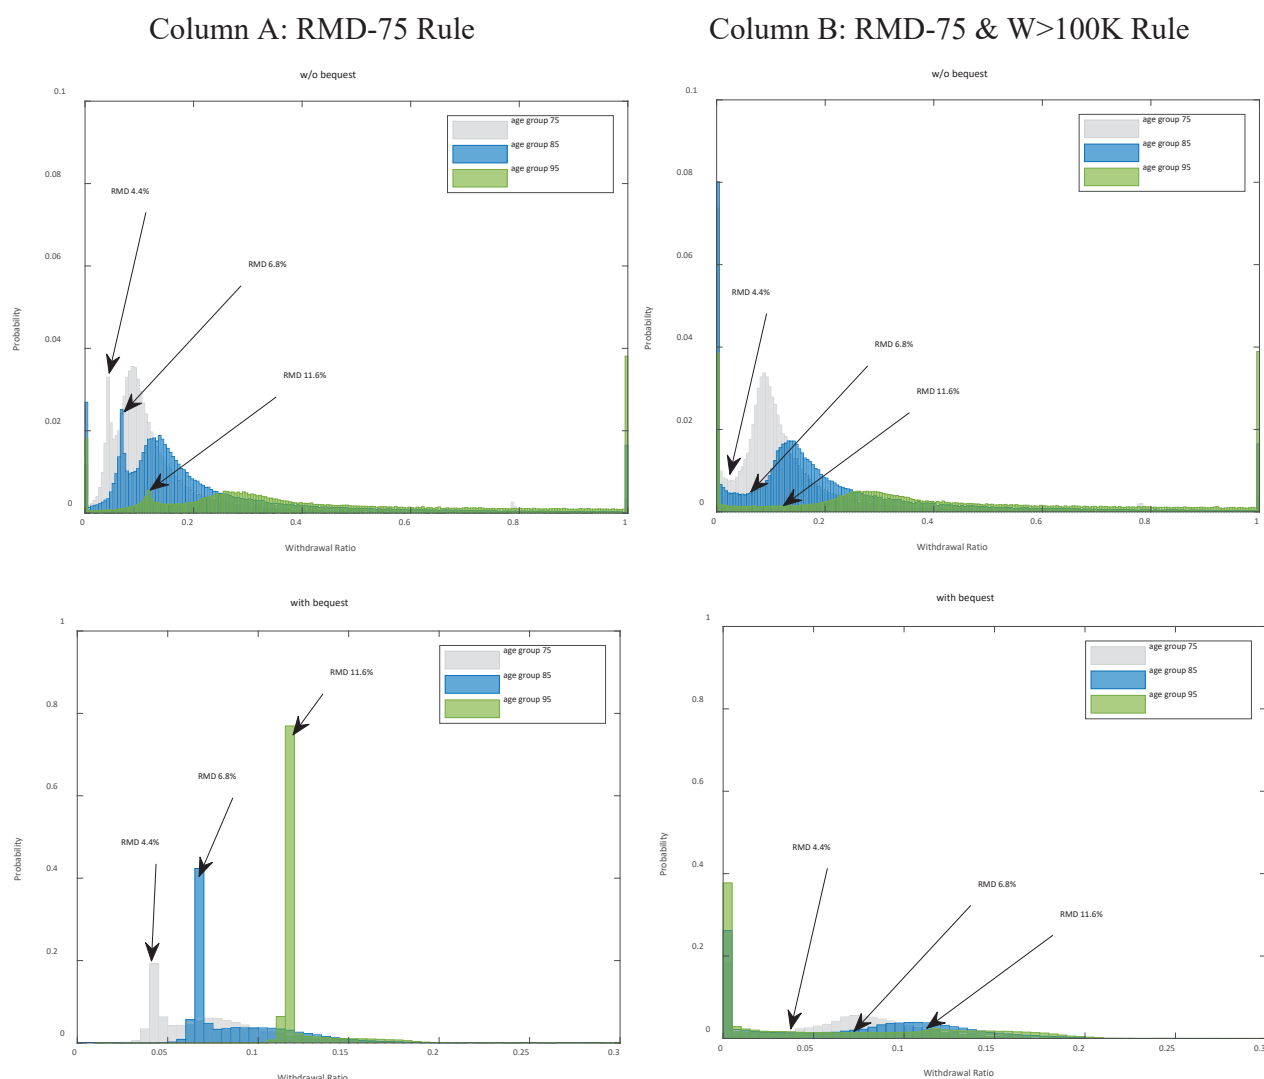 Column A: RMD-75 Rule
Column B: RMD-75 & W>100K Rule
w/o bequest
0.1
0.08
0.06
0.04
0.02
0
Probability
age group 75
age group 85
age group 95
RMD 4.4%
RMD 6.8%
RMD 11.6%
0 0.2 0.4 0.6 0.8 1
Withdrawal Ratio
w/o bequest
0.1
0.08
0.06
0.04
0.02
0
Probability
age group 75
age group 85
age group 95
RMD 4.4%
RMD 6.8%
RMD 11.6%
0 0.2 0.4 0.6 0.8 1
Withdrawal Ratio
with bequest
1
0.8
0.6
0.4
0.2
0
Probability
age group 75
age group 85
age group 95
RMD 11.6%
RMD 6.8%
RMD 4.4%
0 0.05 0.1 0.15 0.2 0.25 0.3
Withdrawal Ratio
with bequest
1
0.8
0.6
0.4
0.2
0
Probability
age group 75
age group 85
age group 95
RMD 4.4%
RMD 6.8%
RMD 11.6%
0 0.05 0.1 0.15 0.2 0.25 0.3
Withdrawal Ratio